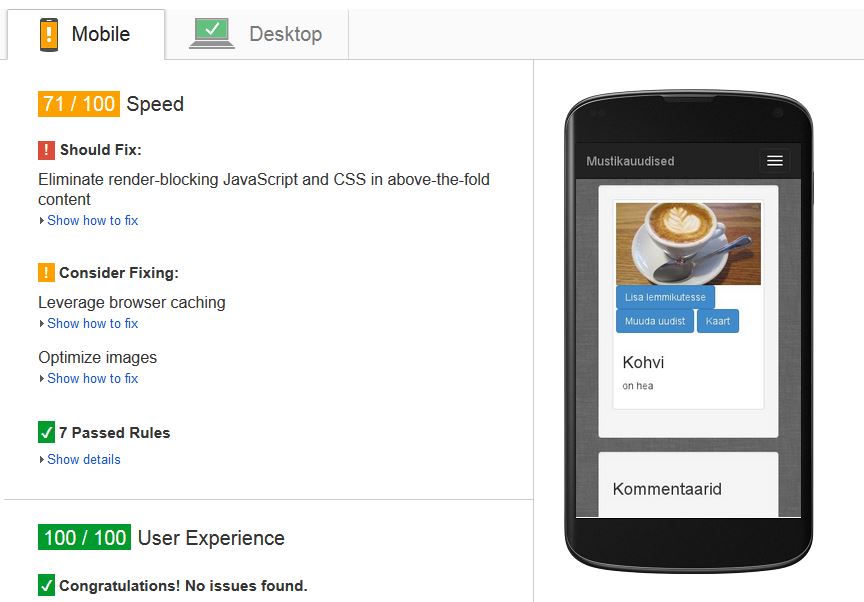 Mobile
Desktop
71 / 100 Speed
! Should Fix:
Eliminate render-blocking JavaScript and CSS in above-the-fold
content
Show how to fix
! Consider Fixing:
Leverage browser caching
Show how to fix
Optimize images
Show how to fix
7 Passed Rules
Show details
100 / 100 User Experience
Congratulations! No issues found.
Mustikauudised
Lisa lemmikutesse
Muuda uudist
Kaart
Kohvi
on hea
Kommentaarid